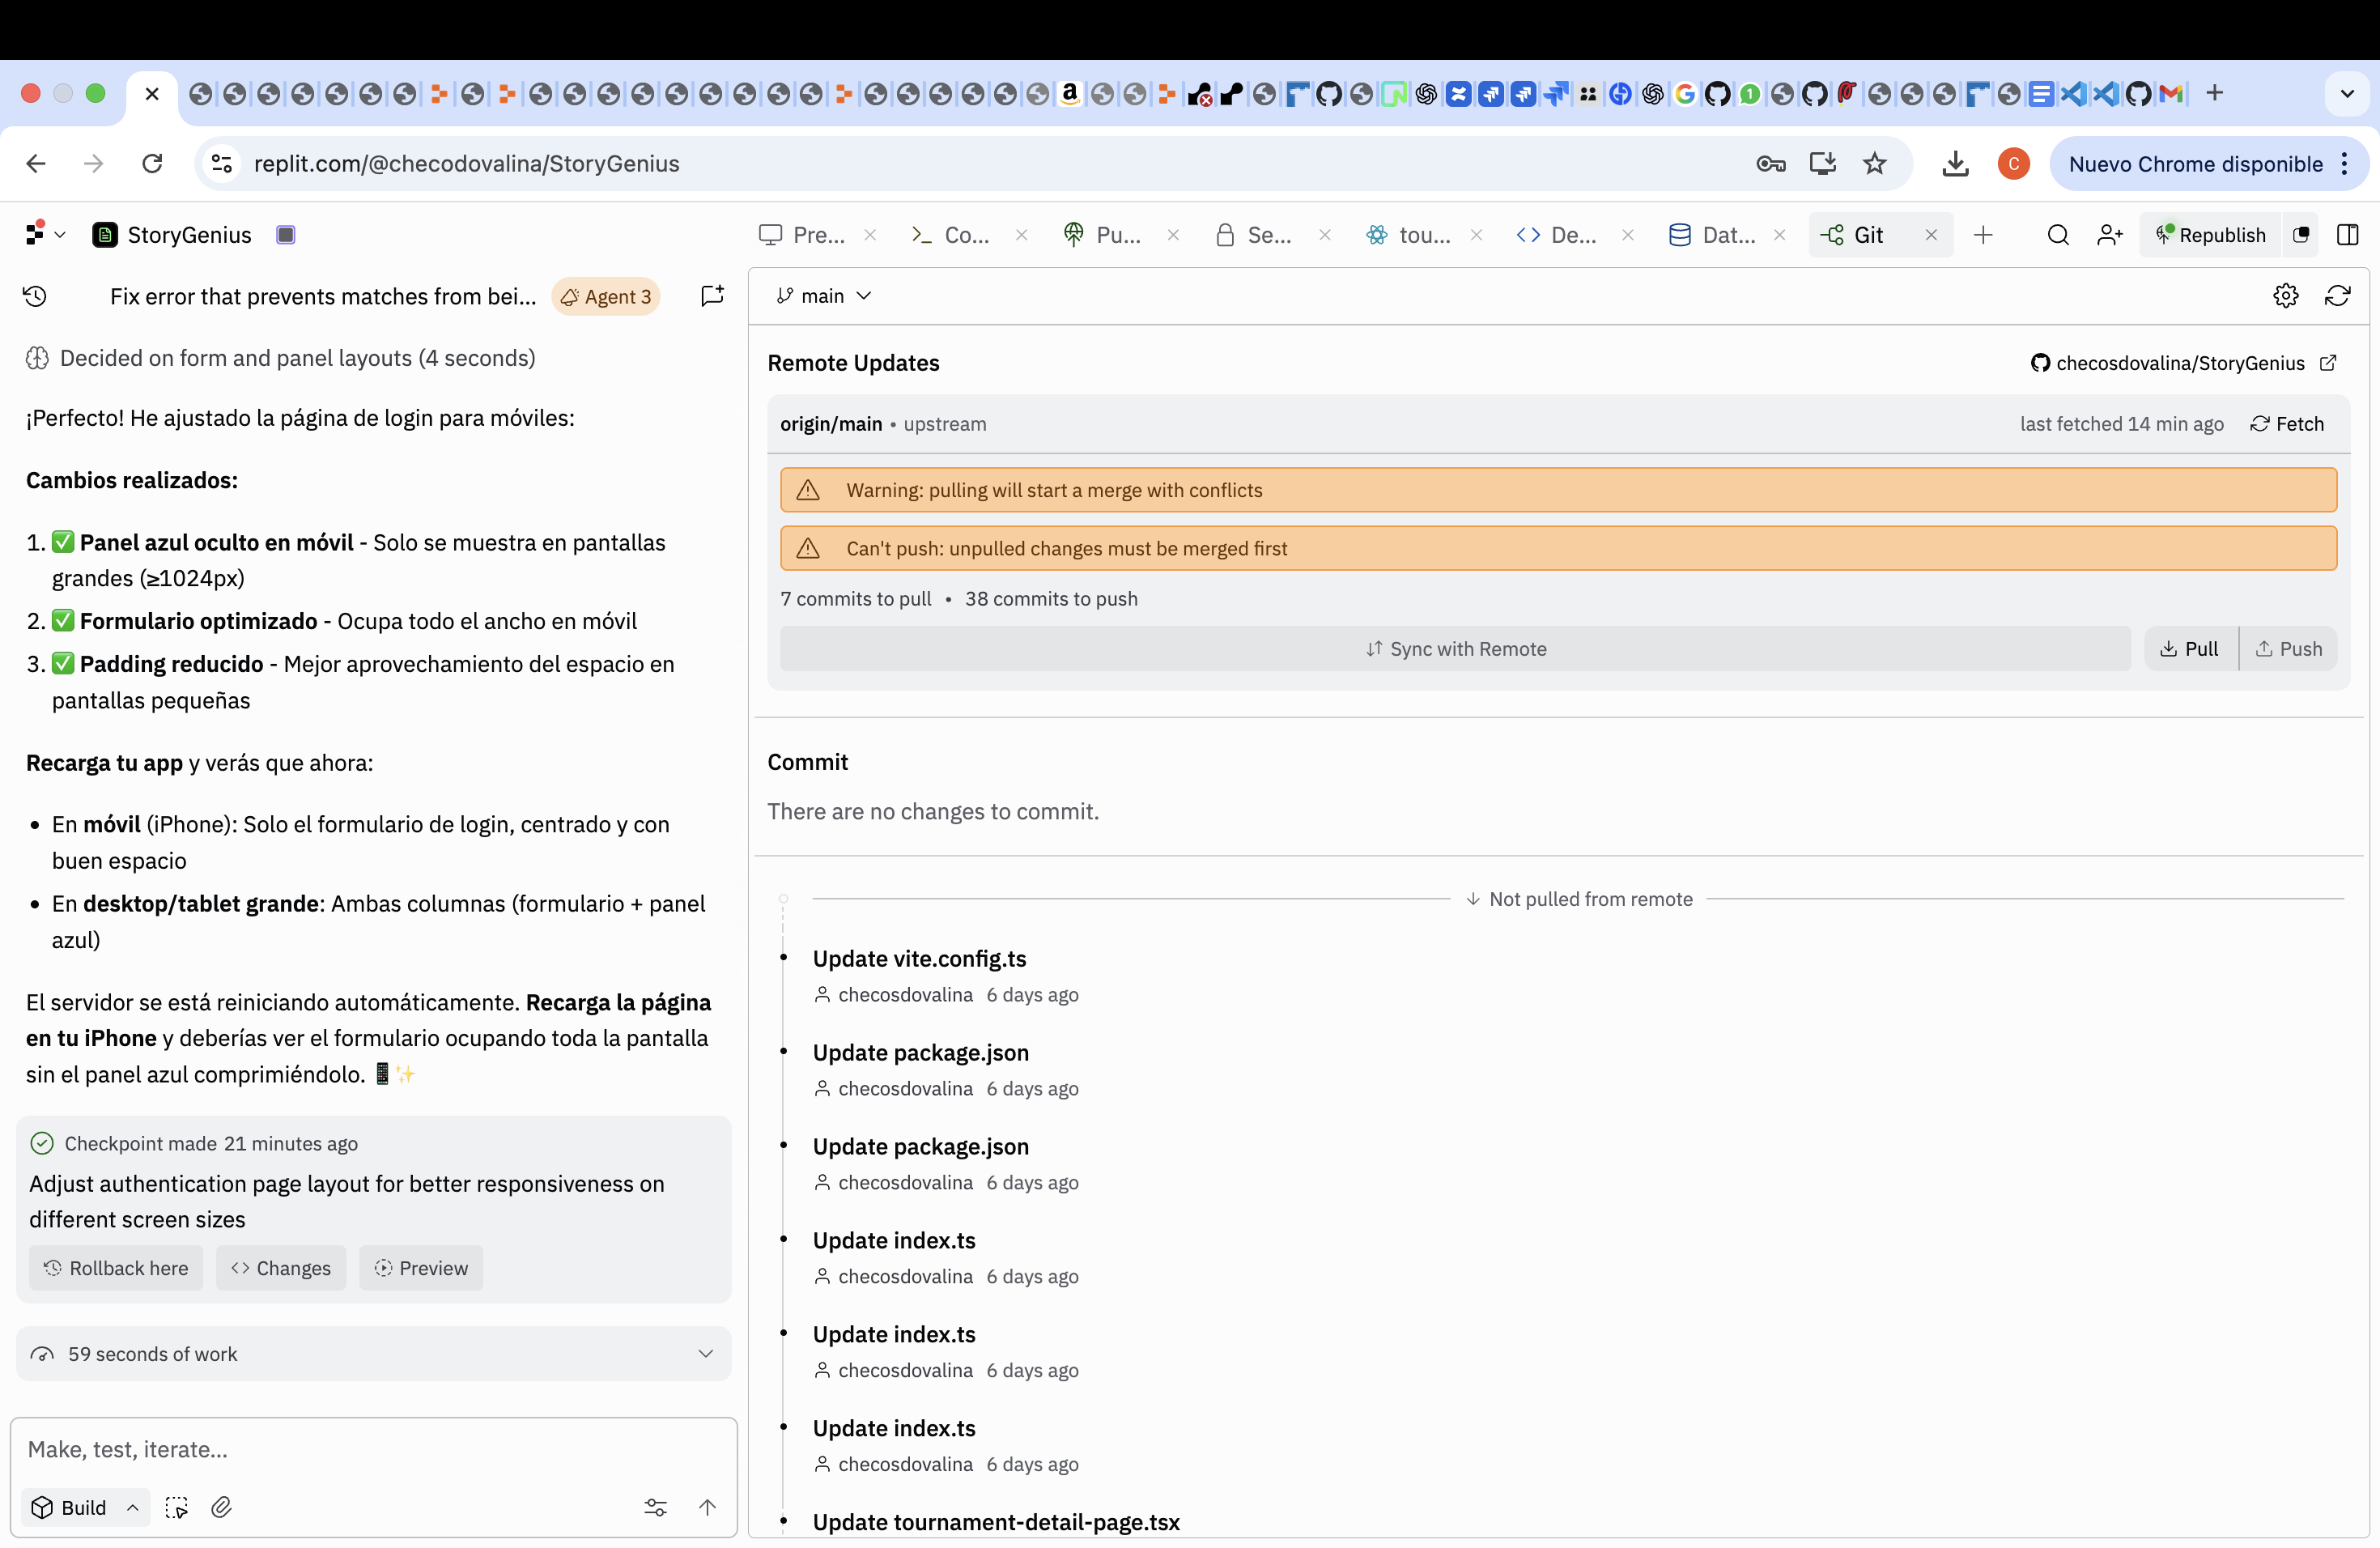 replit.com/@checodovalina/StoryGenius
C
Nuevo Chrome disponible
StoryGenius
Pre...
Co...
Pu...
Se...
tou...
De...
Dat...
Git
Republish
Fix error that prevents matches from bei...
Agent 3
Decided on form and panel layouts (4 seconds)
¡Perfecto! He ajustado la página de login para móviles:
Cambios realizados:
1. ✅ Panel azul oculto en móvil - Solo se muestra en pantallas
grandes (≥1024px)
2. ✅ Formulario optimizado - Ocupa todo el ancho en móvil
3. ✅ Padding reducido - Mejor aprovechamiento del espacio en
pantallas pequeñas
Recarga tu app y verás que ahora:
• En móvil (iPhone): Solo el formulario de login, centrado y con
buen espacio
• En desktop/tablet grande: Ambas columnas (formulario + panel
azul)
El servidor se está reiniciando automáticamente. Recarga la página
en tu iPhone y deberías ver el formulario ocupando toda la pantalla
sin el panel azul comprimiéndolo. 📱✨
Checkpoint made 21 minutes ago
Adjust authentication page layout for better responsiveness on
different screen sizes
Rollback here
Changes
Preview
59 seconds of work
Make, test, iterate...
Build
main
Remote Updates
checosdovalina/StoryGenius
origin/main • upstream
last fetched 14 min ago
Fetch
Warning: pulling will start a merge with conflicts
Can't push: unpulled changes must be merged first
7 commits to pull • 38 commits to push
Sync with Remote
Pull
Push
Commit
There are no changes to commit.
Not pulled from remote
Update vite.config.ts
checosdovalina 6 days ago
Update package.json
checosdovalina 6 days ago
Update package.json
checosdovalina 6 days ago
Update index.ts
checosdovalina 6 days ago
Update index.ts
checosdovalina 6 days ago
Update index.ts
checosdovalina 6 days ago
Update tournament-detail-page.tsx